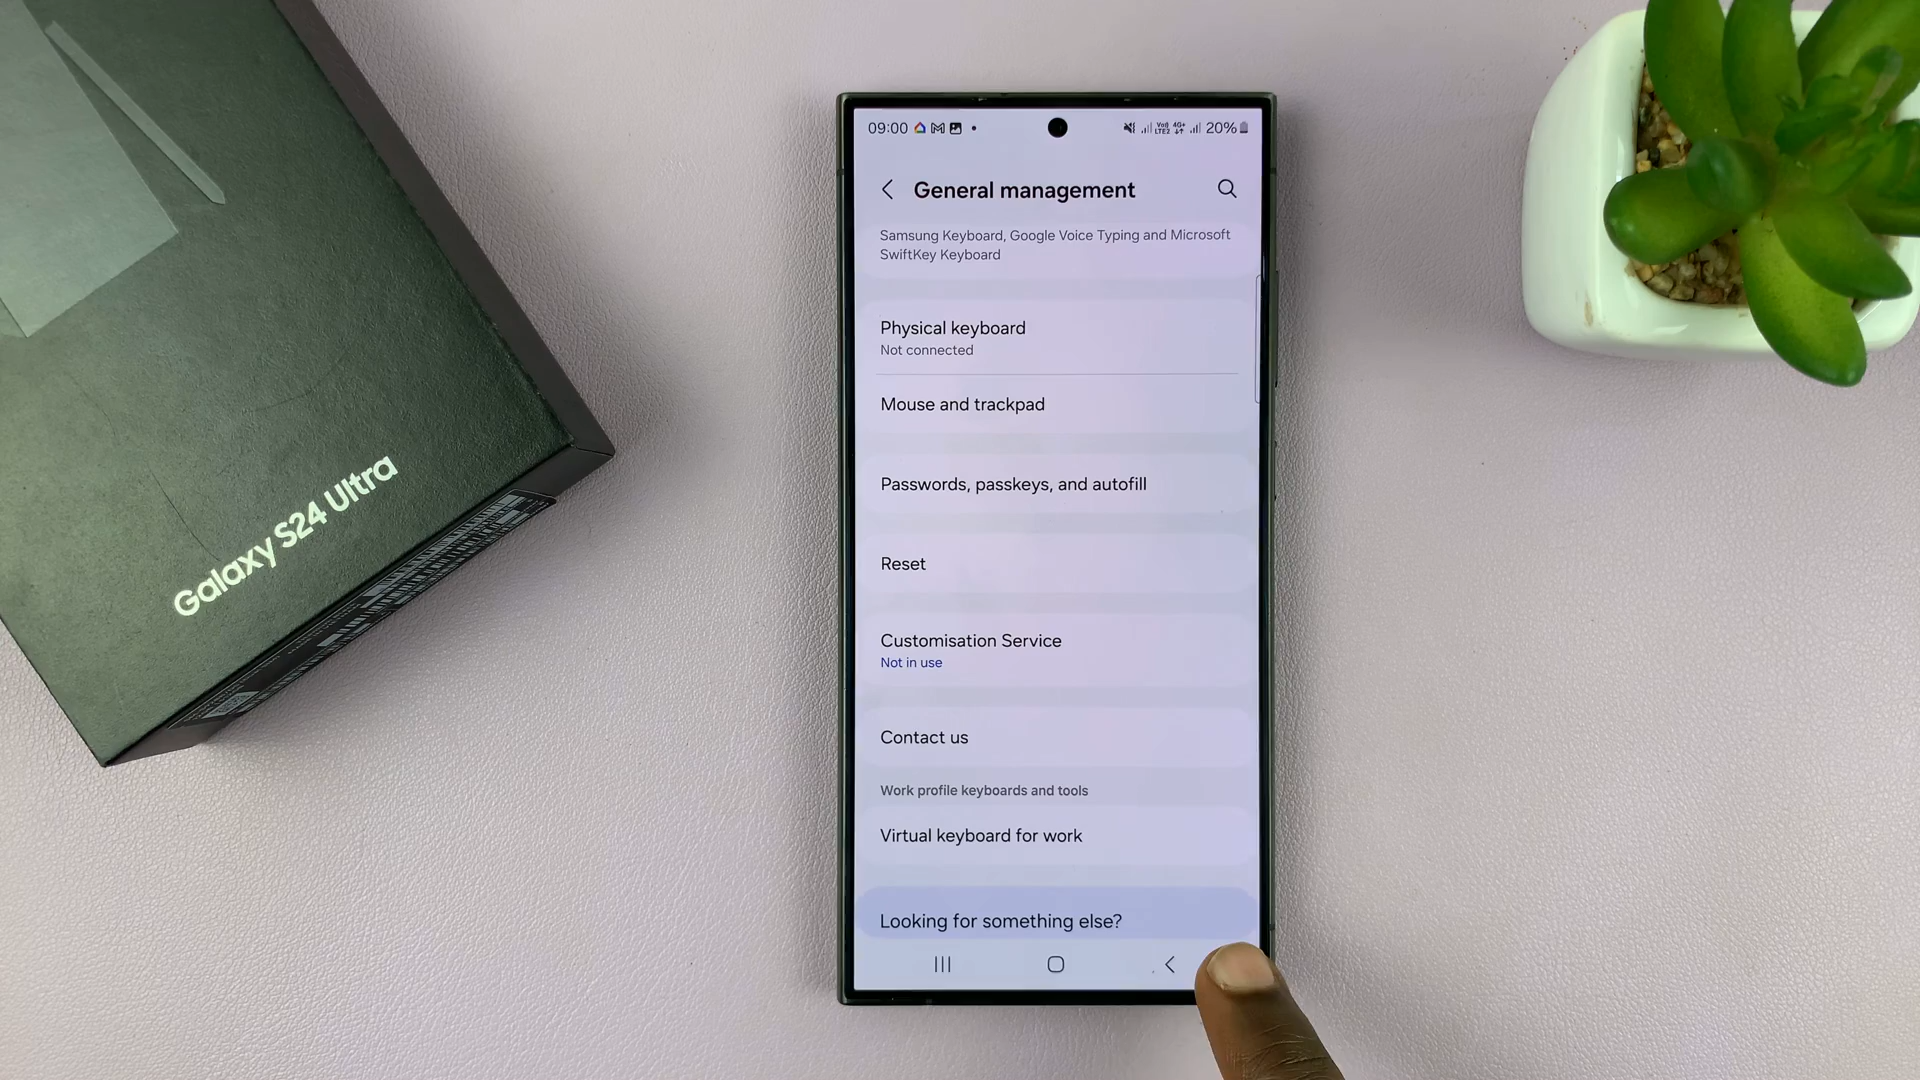 Galaxy S24 Ultra
09:00
20%
General management
Samsung Keyboard, Google Voice Typing and Microsoft
SwiftKey Keyboard
Physical keyboard
Not connected
Mouse and trackpad
Passwords, passkeys, and autofill
Reset
Customisation Service
Not in use
Contact us
Work profile keyboards and tools
Virtual keyboard for work
Looking for something else?